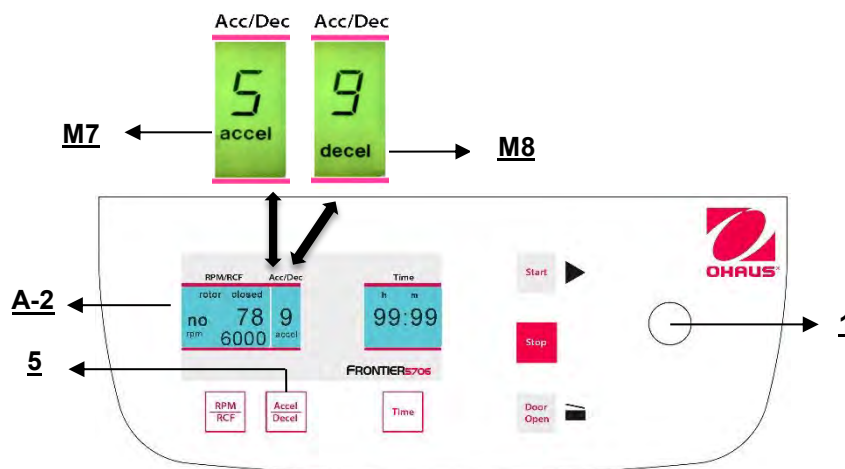 Acc/Dec Acc/Dec
5 9
accel
decel
M7
M8
OHAUS
RPM/RCF Acc/Dec Time
rotor closed
h m
no 78 9
99:99
rpm 6000 accel
A-2
Start
Stop
1
5
FRONTIER5706
RPM
RCF
Accel
Decel
Time
Door
Open